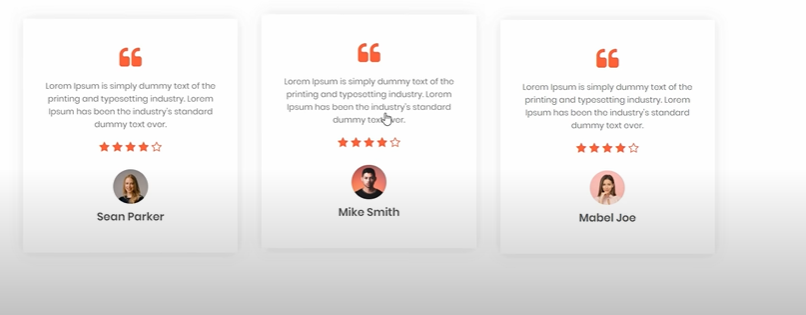 Lorem Ipsum is simply dummy text of the
printing and typesetting industry. Lorem
Ipsum has been the industry's standard
dummy text ever.
Sean Parker
Lorem Ipsum is simply dummy text of the
printing and typesetting industry. Lorem
Ipsum has been the industry's standard
dummy text ever.
Mike Smith
Lorem Ipsum is simply dummy text of the
printing and typesetting industry. Lorem
Ipsum has been the industry's standard
dummy text ever.
Mabel Joe